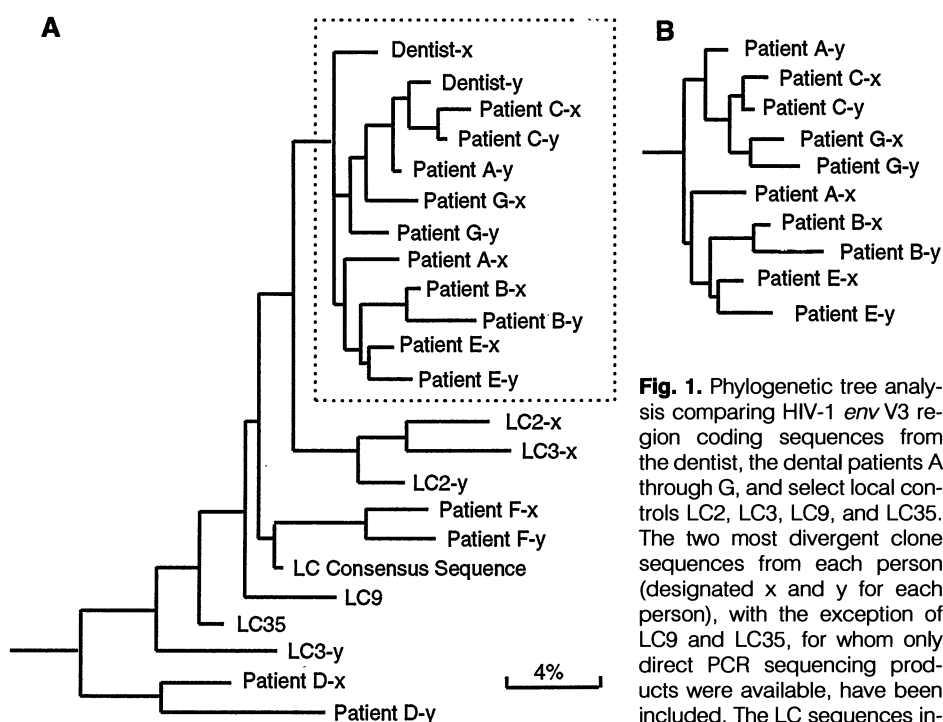 A
Dentist-x
Dentist-y
Patient C-x
Patient C-y
Patient A-y
Patient G-x
Patient G-y
Patient A-x
Patient B-x
Patient B-y
Patient E-x
Patient E-y
LC2-x
LC3-x
LC2-y
Patient F-x
Patient F-y
LC Consensus Sequence
LC9
LC35
LC3-y
Patient D-x
Patient D-y
4%
B
Patient A-y
Patient C-x
Patient C-y
Patient G-x
Patient G-y
Patient A-x
Patient B-x
Patient B-y
Patient E-x
Patient E-y
Fig. 1. Phylogenetic tree analy-
sis comparing HIV-1 env V3 re-
gion coding sequences from
the dentist, the dental patients A
through G, and select local con-
trols LC2, LC3, LC9, and LC35.
The two most divergent clone
sequences from each person
(designated x and y for each
person), with the exception of
LC9 and LC35, for whom only
direct PCR sequencing prod-
ucts were available, have been
included. The LC sequences in-